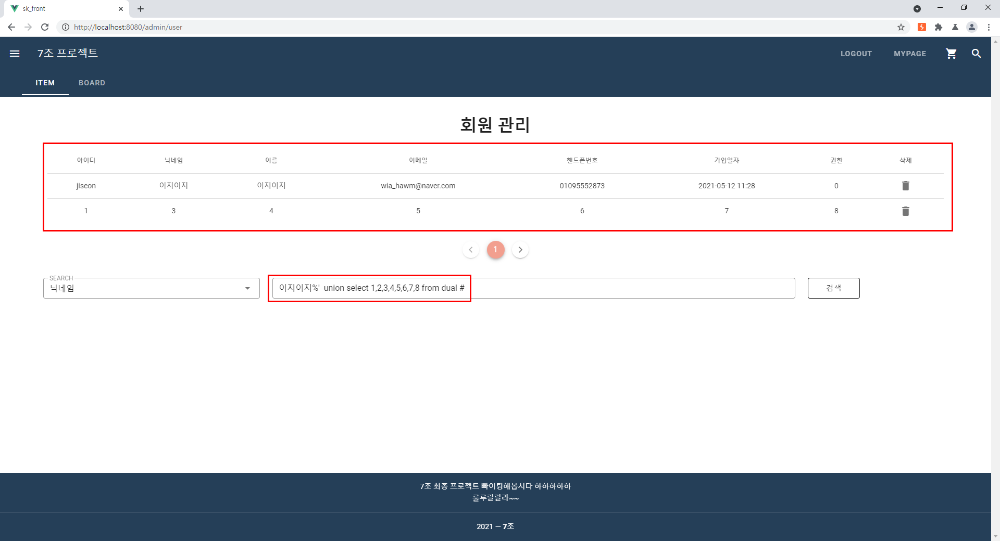 sk_front
http://localhost:8080/admin/user
7조 프로젝트
LOGOUT
MYPAGE
ITEM
BOARD
회원 관리
아이디 닉네임 이름 이메일 핸드폰번호 가입일자 권한 삭제
jiseon 이지이지 이지이지 wia_hawm@naver.com 01095552873 2021-05-12 11:28 0
1 3 4 5 6 7 8
1
SEARCH
닉네임
이지이지%'  union select 1,2,3,4,5,6,7,8 from dual #
검색
7조 최종 프로젝트 빠이팅해봅시다 하하하하하
룰루랄랄라~~
2021 — 7조